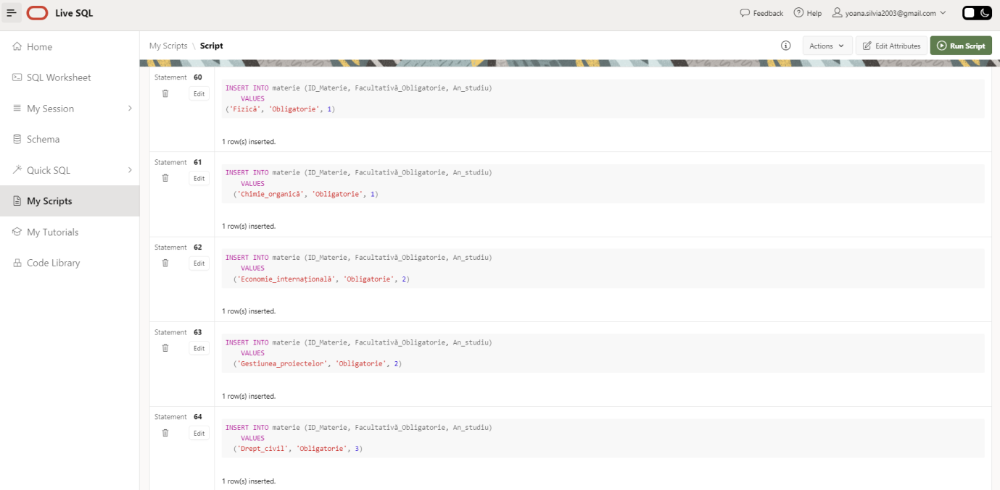 Live SQL
Feedback
Help
yoana.silvia2003@gmail.com
Home
SQL Worksheet
My Session
Schema
Quick SQL
My Scripts
My Tutorials
Code Library
My Scripts \ Script
Actions
Edit Attributes
Run Script
Statement 60
Edit
INSERT INTO materie (ID_Materie, Facultativă_Obligatorie, An_studiu)
VALUES
('Fizică', 'Obligatorie', 1)
1 row(s) inserted.
Statement 61
Edit
INSERT INTO materie (ID_Materie, Facultativă_Obligatorie, An_studiu)
VALUES
('Chimie_organică', 'Obligatorie', 1)
1 row(s) inserted.
Statement 62
Edit
INSERT INTO materie (ID_Materie, Facultativă_Obligatorie, An_studiu)
VALUES
('Economie_internațională', 'Obligatorie', 2)
1 row(s) inserted.
Statement 63
Edit
INSERT INTO materie (ID_Materie, Facultativă_Obligatorie, An_studiu)
VALUES
('Gestiunea_proiectelor', 'Obligatorie', 2)
1 row(s) inserted.
Statement 64
Edit
INSERT INTO materie (ID_Materie, Facultativă_Obligatorie, An_studiu)
VALUES
('Drept_civil', 'Obligatorie', 3)
1 row(s) inserted.